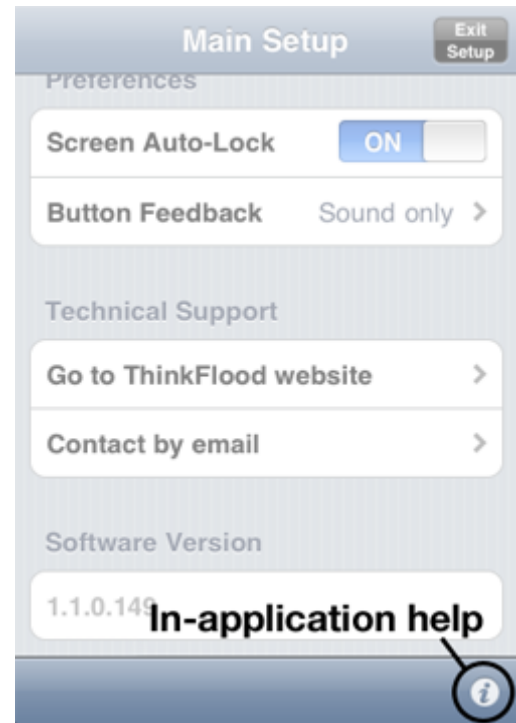 Main Setup
Exit
Setup
Preferences
Screen Auto-Lock ON
Button Feedback Sound only >
Technical Support
Go to ThinkFlood website >
Contact by email >
Software Version
1.1.0.149
In-application help
i